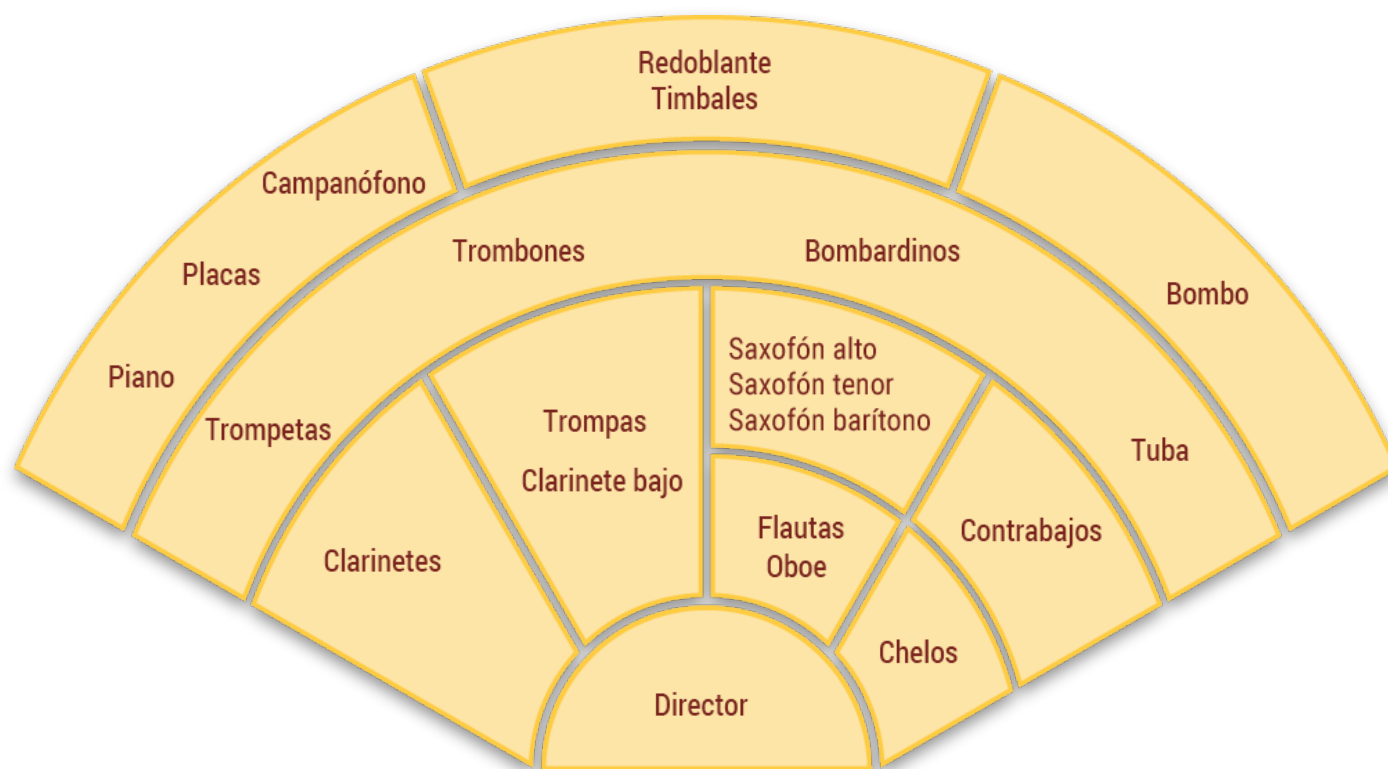 Redoblante
Timbales
Campanófono
Placas
Piano
Bombo
Trombones
Bombardinos
Trompetas
Tuba
Saxofón alto
Saxofón tenor
Saxofón barítono
Trompas
Clarinete bajo
Flautas
Oboe
Contrabajos
Clarinetes
Chelos
Director